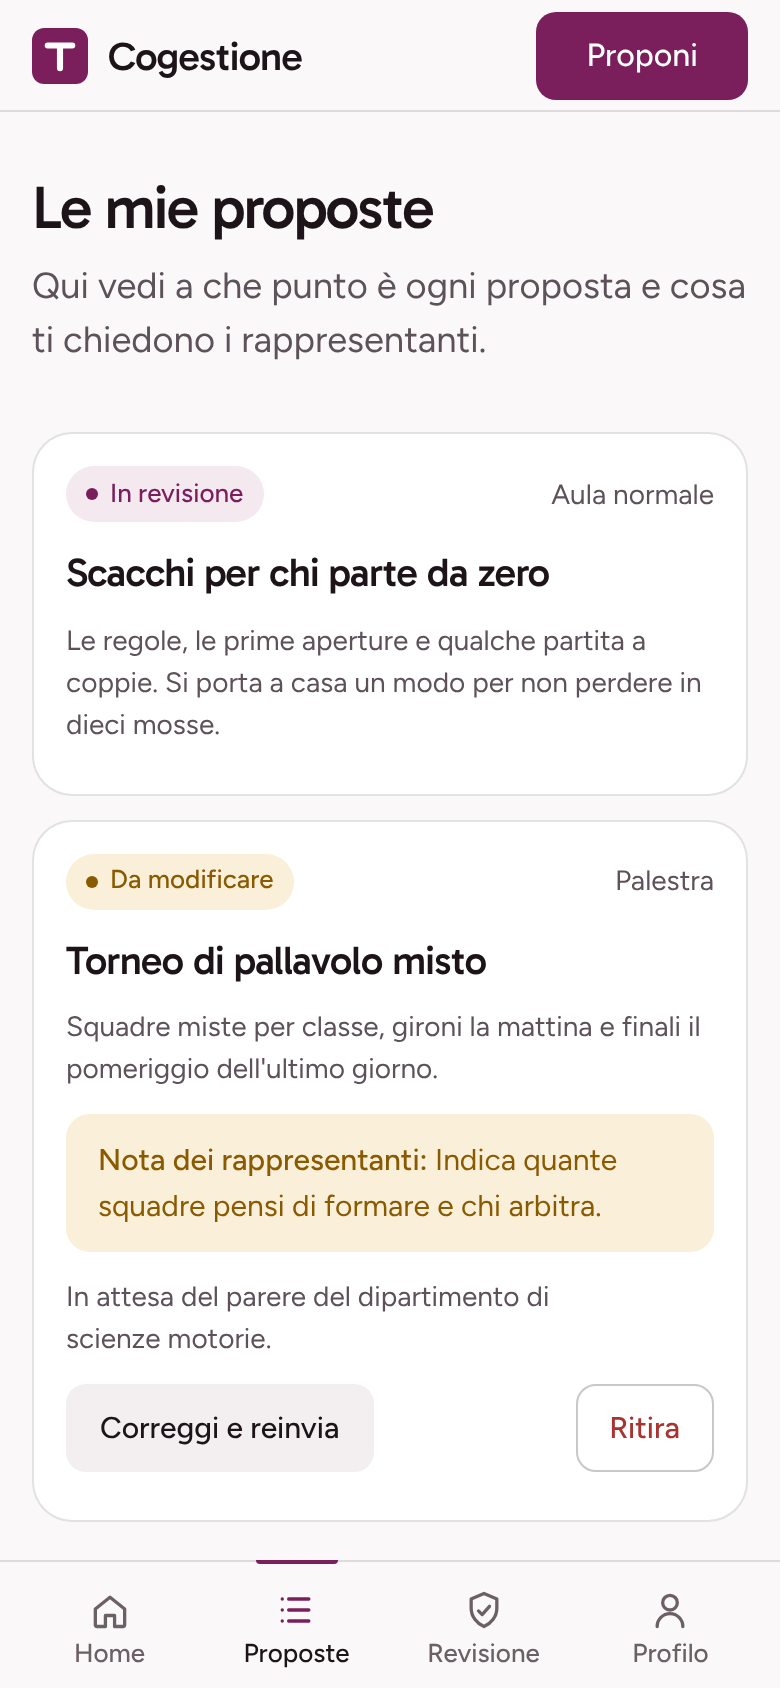 T Cogestione
Proponi
Le mie proposte
Qui vedi a che punto è ogni proposta e cosa
ti chiedono i rappresentanti.
In revisione
Aula normale
Scacchi per chi parte da zero
Le regole, le prime aperture e qualche partita a
coppie. Si porta a casa un modo per non perdere in
dieci mosse.
Da modificare
Palestra
Torneo di pallavolo misto
Squadre miste per classe, gironi la mattina e finali il
pomeriggio dell'ultimo giorno.
Nota dei rappresentanti: Indica quante
squadre pensi di formare e chi arbitra.
In attesa del parere del dipartimento di
scienze motorie.
Correggi e reinvia
Ritira
Home
Proposte
Revisione
Profilo